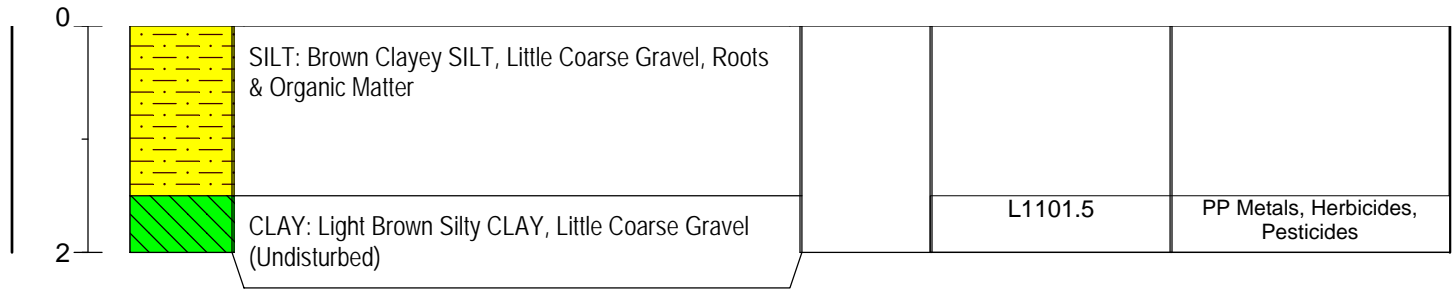 0
SILT: Brown Clayey SILT, Little Coarse Gravel, Roots
& Organic Matter
CLAY: Light Brown Silty CLAY, Little Coarse Gravel
(Undisturbed)
L1101.5
PP Metals, Herbicides,
Pesticides
2